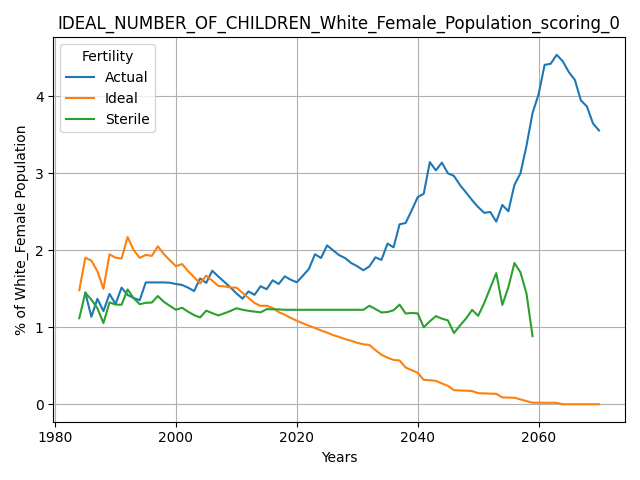 IDEAL_NUMBER_OF_CHILDREN_White_Female_Population_scoring_0
Fertility
Actual
Ideal
Sterile
% of White_Female Population
4
3
2
1
0
1980
2000
2020
2040
2060
Years